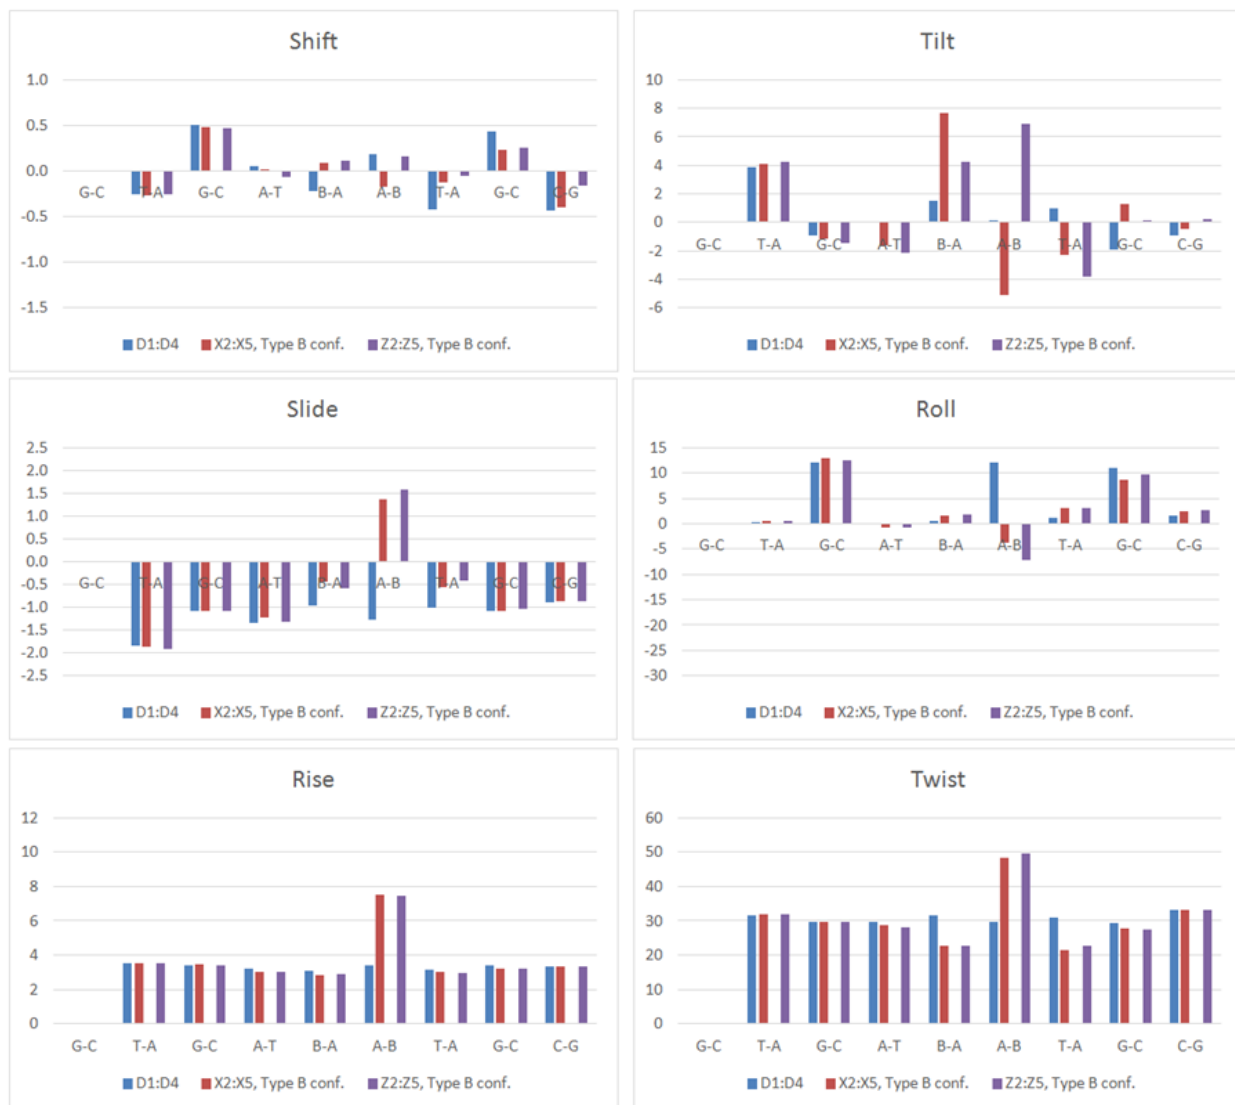 Shift
1.0
0.5
0.0
-0.5
-1.0
-1.5
G-C T-A G-C A-T B-A A-B T-A G-C C-G
D1:D4 X2:X5, Type B conf. Z2:Z5, Type B conf.
Tilt
10
8
6
4
2
0
-2
-4
-6
G-C T-A G-C A-T B-A A-B T-A G-C C-G
D1:D4 X2:X5, Type B conf. Z2:Z5, Type B conf.
Slide
2.5
2.0
1.5
1.0
0.5
0.0
-0.5
-1.0
-1.5
-2.0
-2.5
G-C T-A G-C A-T B-A A-B T-A G-C C-G
D1:D4 X2:X5, Type B conf. Z2:Z5, Type B conf.
Roll
15
10
5
0
-5
-10
-15
-20
-25
-30
G-C T-A G-C A-T B-A A-B T-A G-C C-G
D1:D4 X2:X5, Type B conf. Z2:Z5, Type B conf.
Rise
12
10
8
6
4
2
0
G-C T-A G-C A-T B-A A-B T-A G-C C-G
D1:D4 X2:X5, Type B conf. Z2:Z5, Type B conf.
Twist
60
50
40
30
20
10
0
G-C T-A G-C A-T B-A A-B T-A G-C C-G
D1:D4 X2:X5, Type B conf. Z2:Z5, Type B conf.